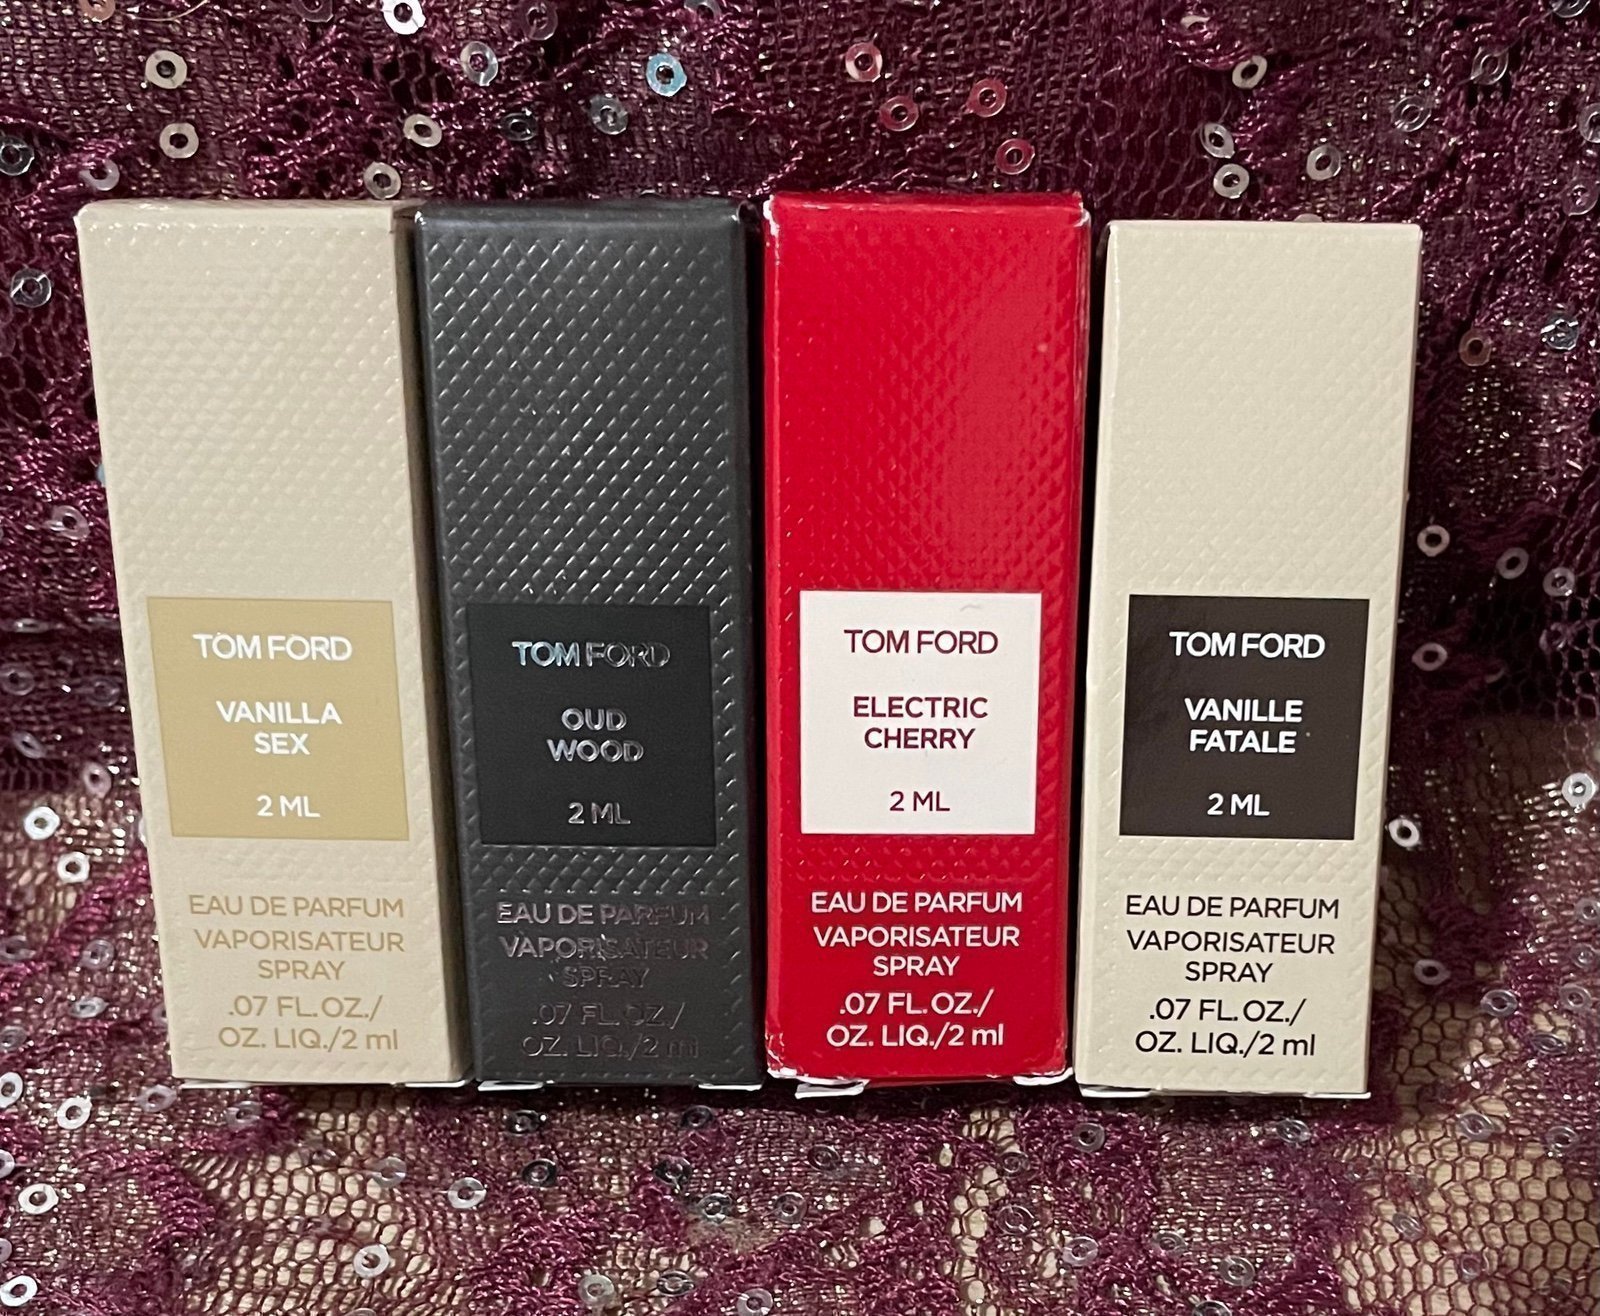 TOM FORD
VANILLA
SEX
2 ML
EAU DE PARFUM
VAPORISATEUR
SPRAY
.07 FL.OZ./
OZ. LIQ./2 ml
TOM FORD
OUD
WOOD
2 ML
EAU DE PARFUM
VAPORISATEUR
SPRAY
.07 FL.OZ./
OZ. LIQ./2 ml
TOM FORD
ELECTRIC
CHERRY
2 ML
EAU DE PARFUM
VAPORISATEUR
SPRAY
.07 FL.OZ./
OZ. LIQ./2 ml
TOM FORD
VANILLE
FATALE
2 ML
EAU DE PARFUM
VAPORISATEUR
SPRAY
.07 FL.OZ./
OZ. LIQ./2 ml